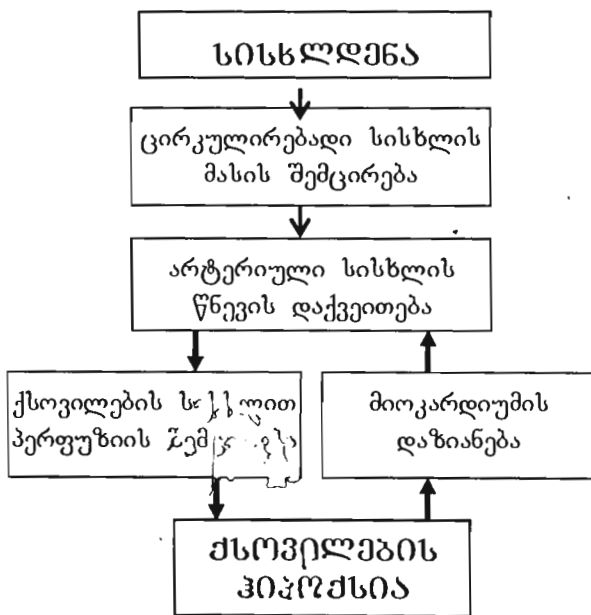 სისხლდენა
ცირკულირებადი სისხლის
მასის შემცირება
არტერიული სისხლის
წნევის დაქვეითება
ქსოვილების
პერფუზიის
მიოკარდიუმის
დაზიანება
ქსოვილების
ჰიპოქსია